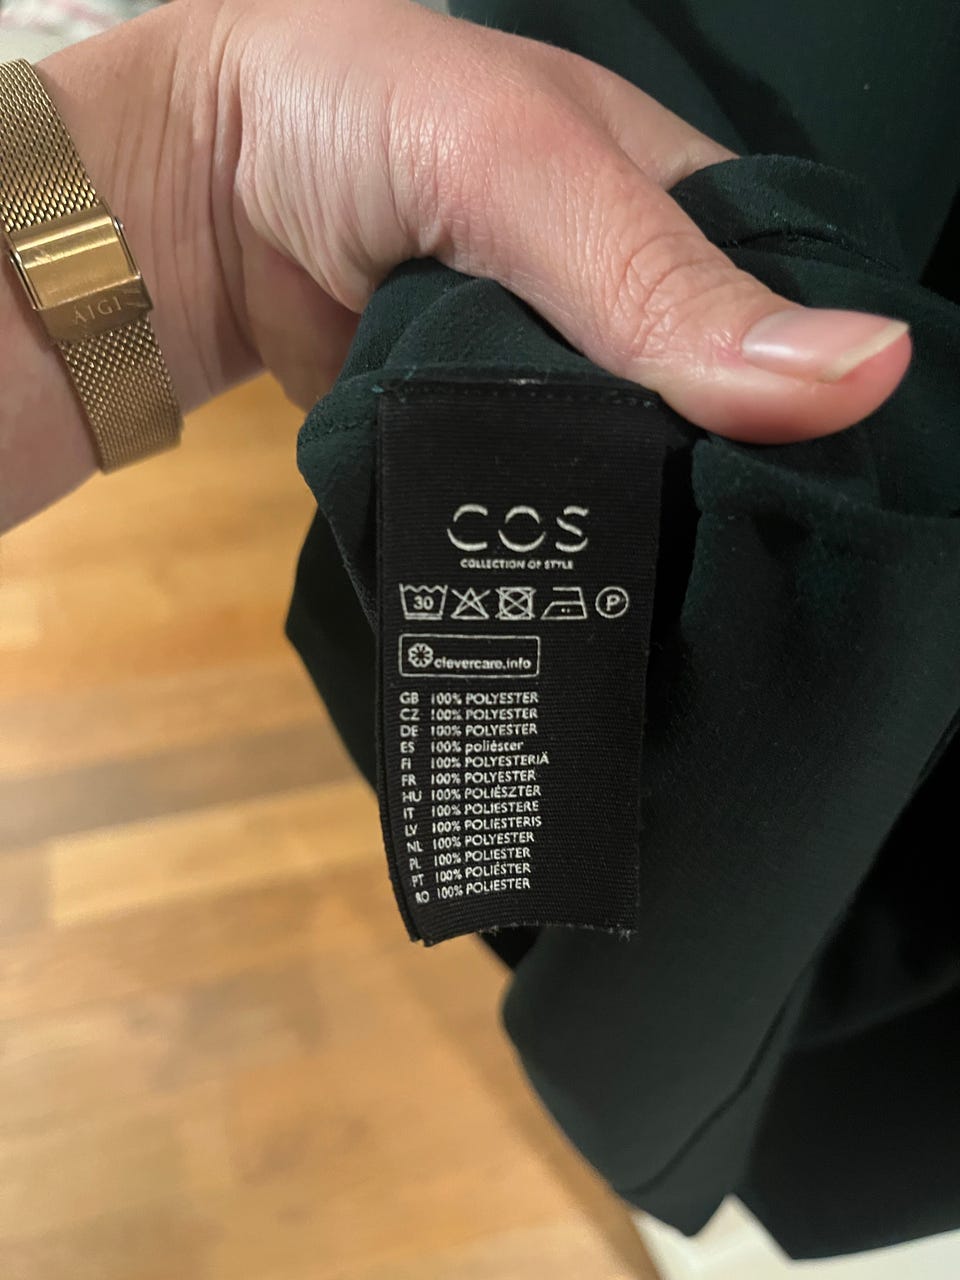 AIGI
COS
COLLECTION OF STYLE
30 P
clevercare.info
GB 100% POLYESTER
CZ 100% POLYESTER
DE 100% POLYESTER
ES 100% poliéster
FI 100% POLYESTERIÄ
FR 100% POLYESTER
HU 100% POLIÉSZTER
IT 100% POLIESTERE
LV 100% POLIESTERIS
NL 100% POLYESTER
PL 100% POLIESTER
PT 100% POLIÉSTER
RO 100% POLIESTER